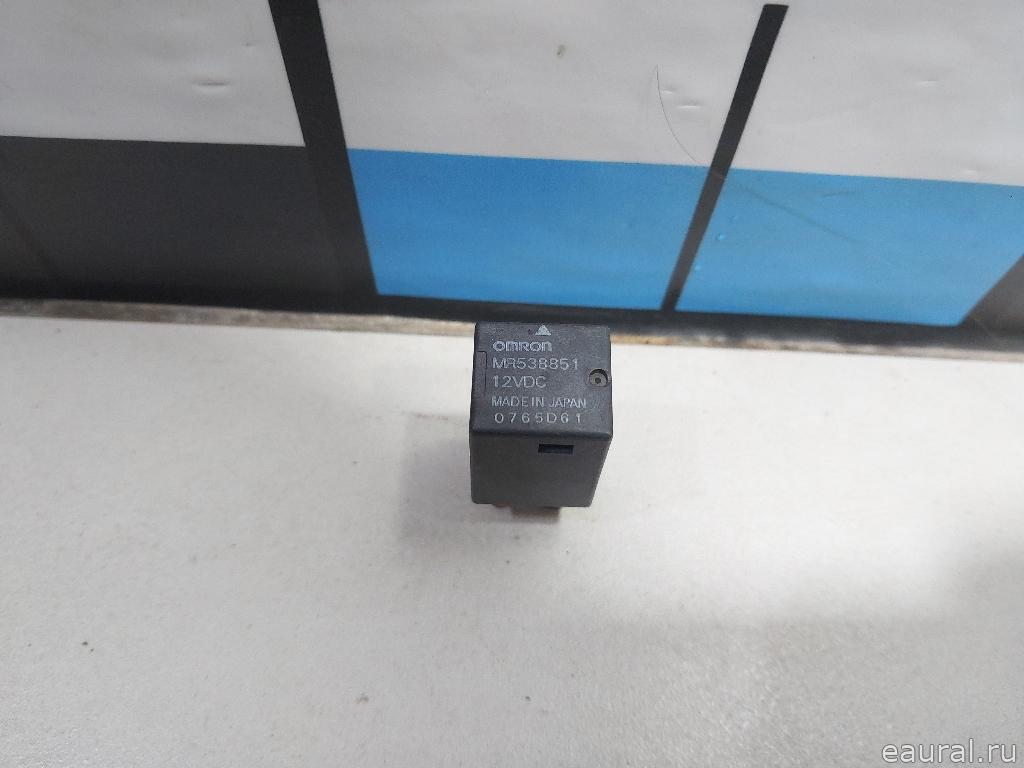 OMRON
MR538851
12VDC
MADE IN JAPAN
0765D61
eaural.ru